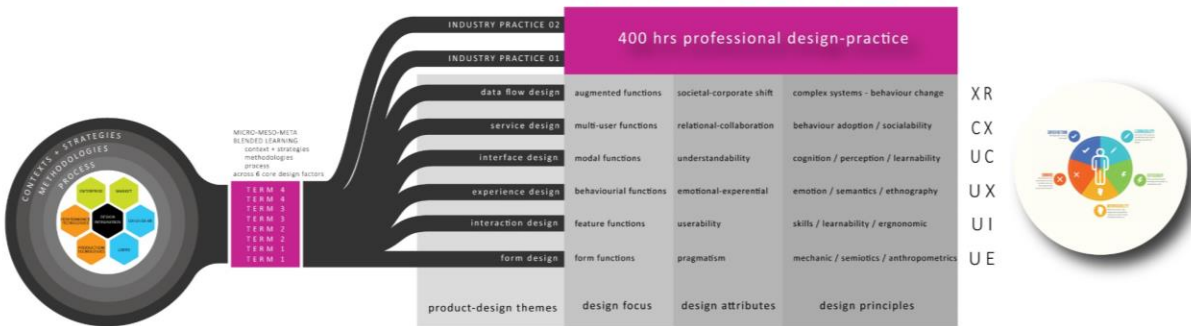 CONTEXTS + STRATEGIES
METHODOLOGIES
PROCESS
ENTERPRISE
MARKET
USERS
MICRO-MESO-META
BLENDED LEARNING
context + strategies
methodologies
process
across 6 core design factors
TERM 4
TERM 4
TERM 3
TERM 3
TERM 2
TERM 2
TERM 1
TERM 1
INDUSTRY PRACTICE 02
INDUSTRY PRACTICE 01
400 hrs professional design-practice
data flow design augmented functions societal-corporate shift complex systems - behaviour change XR
service design multi-user functions relational-collaboration behaviour adoption / socialability CX
interface design modal functions understandability cognition / perception / learnability UC
experience design behaviourial functions emotional-experential emotion / semantics / ethnography UX
interaction design feature functions userability skills / learnability / ergnonomic UI
form design form functions pragmatism mechanic / semiotics / anthropometrics UE
product-design themes design focus design attributes design principles